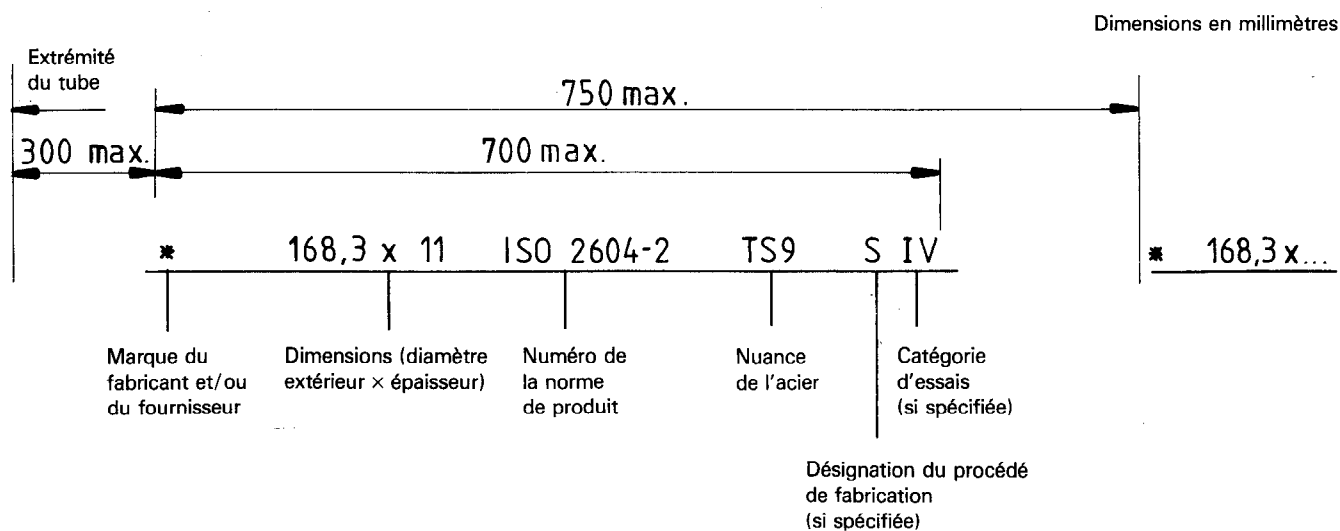 Dimensions en millimètres
Extrémité
du tube
750 max.
300 max.
700 max.
* 168,3 x 11 ISO 2604-2 TS9 S IV
* 168,3 x...
Marque du
fabricant et/ou
du fournisseur
Dimensions (diamètre
extérieur × épaisseur)
Numéro de
la norme
de produit
Nuance
de l'acier
Catégorie
d'essais
(si spécifiée)
Désignation du procédé
de fabrication
(si spécifiée)